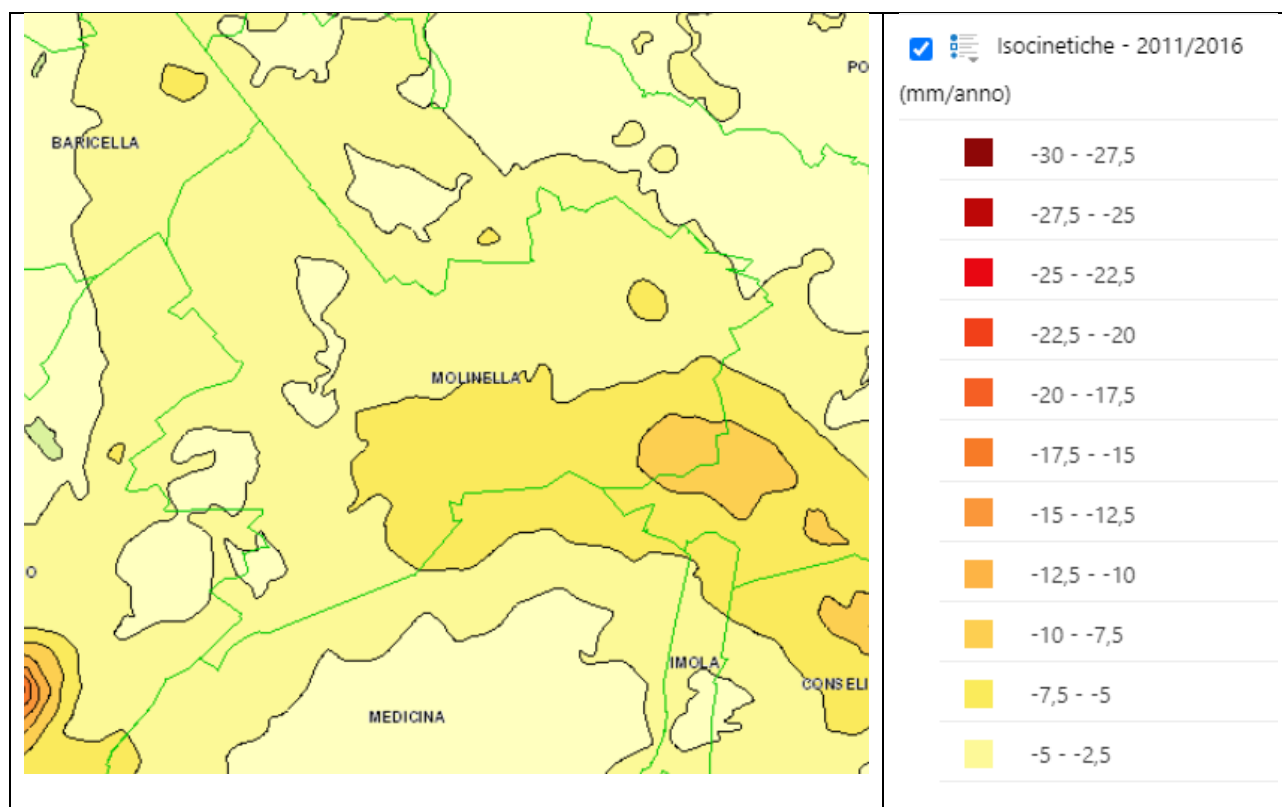 PO
BARICELLA
MOLINELLA
O
IMOLA
CONSELI
MEDICINA
Isocinetiche - 2011/2016
(mm/anno)
-30 - -27,5
-27,5 - -25
-25 - -22,5
-22,5 - -20
-20 - -17,5
-17,5 - -15
-15 - -12,5
-12,5 - -10
-10 - -7,5
-7,5 - -5
-5 - -2,5